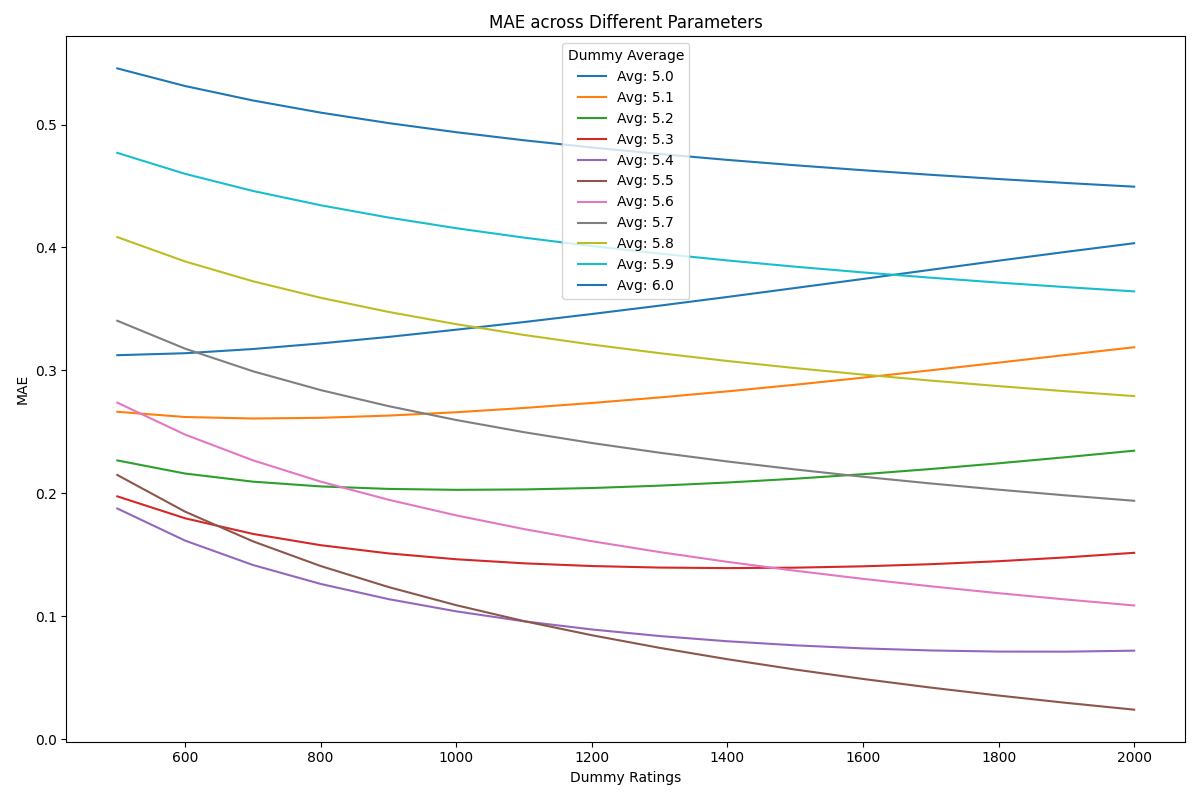 MAE across Different Parameters
Dummy Average
Avg: 5.0
Avg: 5.1
Avg: 5.2
Avg: 5.3
Avg: 5.4
Avg: 5.5
Avg: 5.6
Avg: 5.7
Avg: 5.8
Avg: 5.9
Avg: 6.0
MAE
0.5
0.4
0.3
0.2
0.1
0.0
600 800 1000 1200 1400 1600 1800 2000
Dummy Ratings